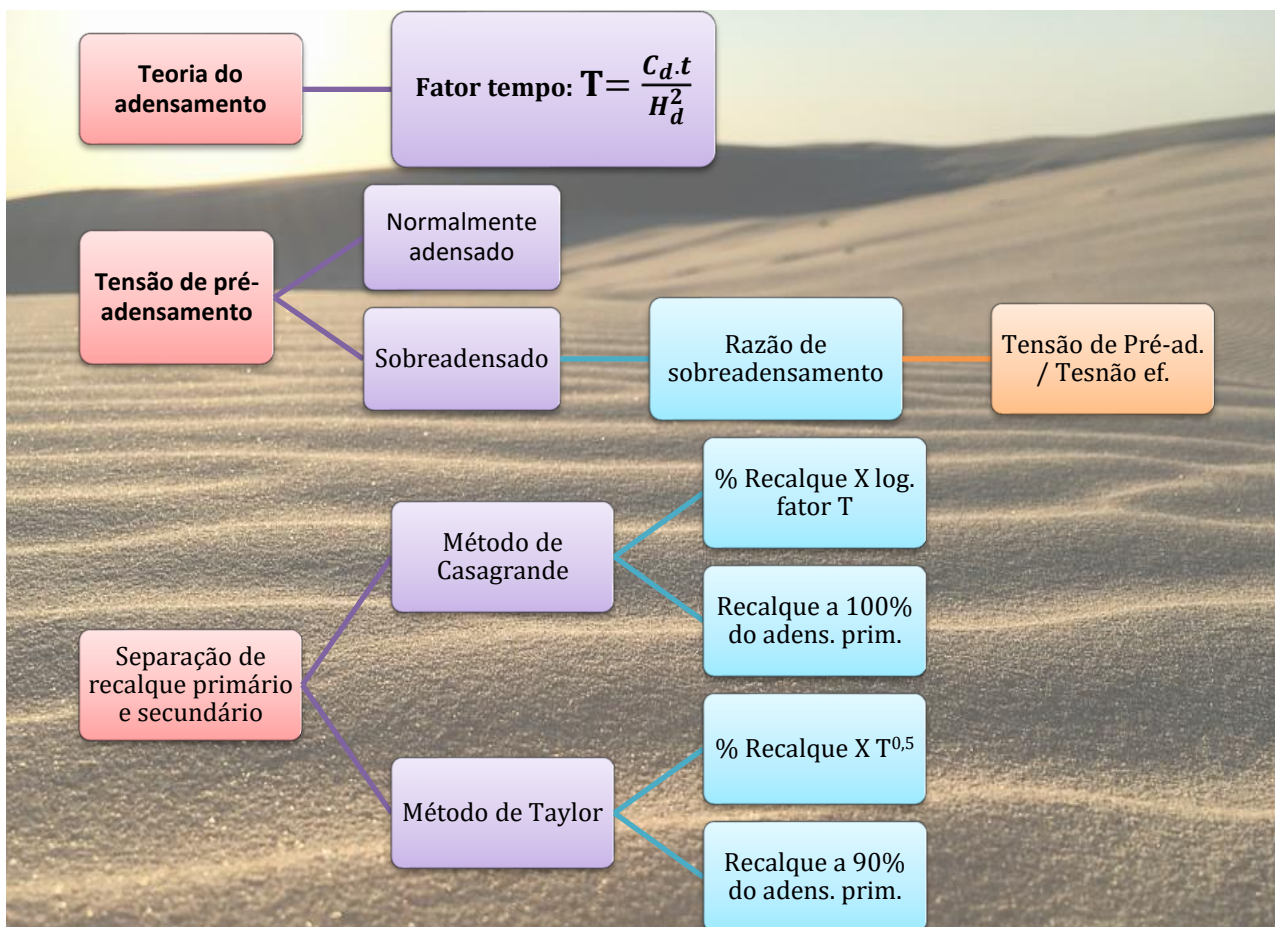 Teoria do
adensamento
Fator tempo: T= C_d.t / H_d^2
Normalmente
adensado
Tensão de pré-
adensamento
Sobreadensado
Razão de
sobreadensamento
Tensão de Pré-ad.
/ Tesnão ef.
% Recalque X log.
fator T
Método de
Casagrande
Recalque a 100%
do adens. prim.
Separação de
recalque primário
e secundário
% Recalque X T^0,5
Método de Taylor
Recalque a 90%
do adens. prim.